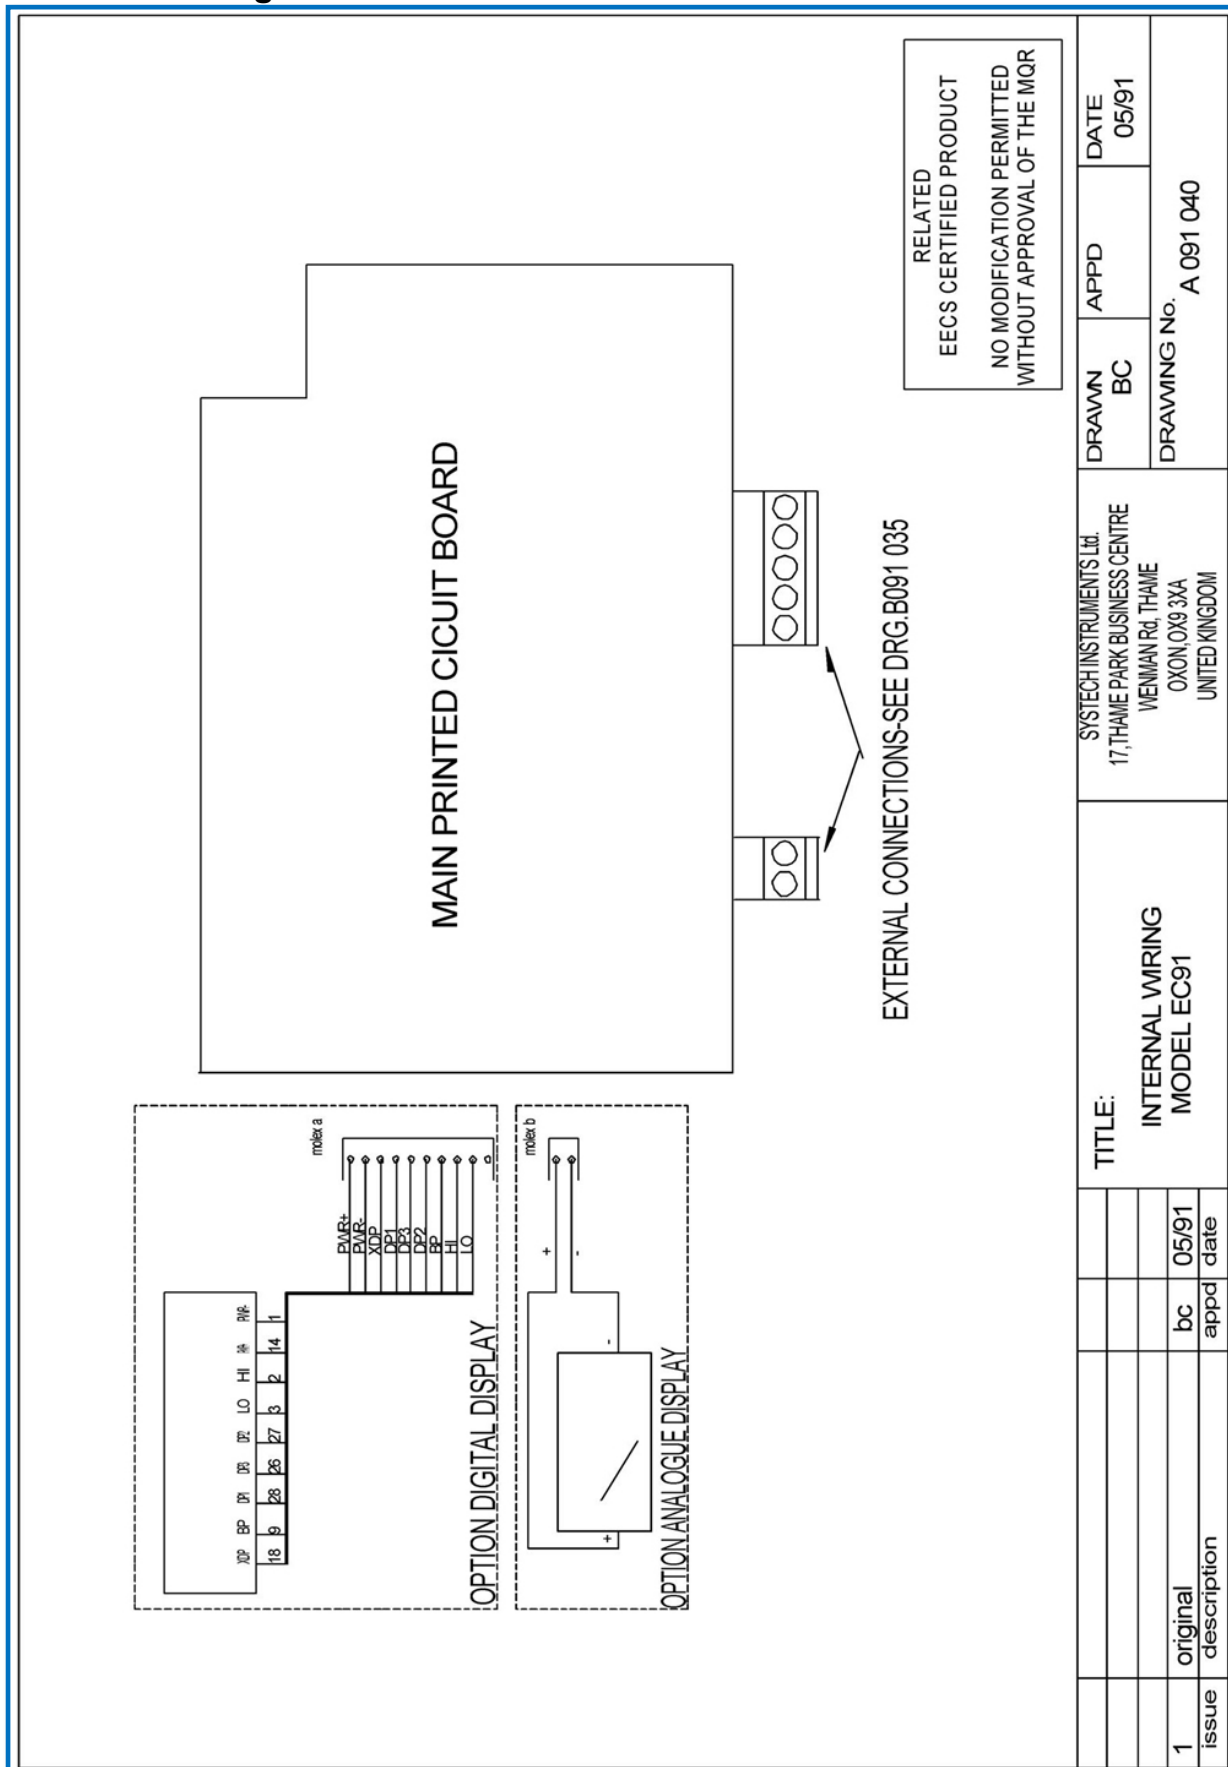 XDP BP DP1 DP3 DP2 LO HI PWR-
18 9 28 26 27 3 2 14 1
molex a
PWR+
PWR-
XDP
DP1
DP3
DP2
BP
HI
LO
OPTION DIGITAL DISPLAY
molex b
+
-
+
-
OPTION ANALOGUE DISPLAY
MAIN PRINTED CICUIT BOARD
EXTERNAL CONNECTIONS-SEE DRG.B091 035
RELATED
EECS CERTIFIED PRODUCT
NO MODIFICATION PERMITTED
WITHOUT APPROVAL OF THE MQR
1 original bc 05/91
issue description appd date
TITLE:
INTERNAL WIRING
MODEL EC91
SYSTECH INSTRUMENTS Ltd.
17,THAME PARK BUSINESS CENTRE
WENMAN Rd, THAME
OXON,OX9 3XA
UNITED KINGDOM
DRAWN APPD DATE
BC 05/91
DRAWING No.
A 091 040